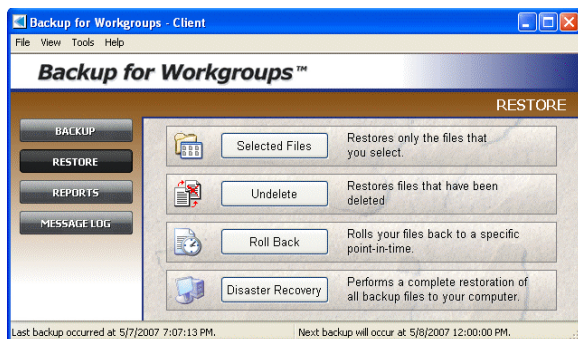 Backup for Workgroups - Client
File View Tools Help
Backup for Workgroups™
RESTORE
BACKUP
RESTORE
REPORTS
MESSAGE LOG
Selected Files
Restores only the files that
you select.
Undelete
Restores files that have been
deleted
Roll Back
Rolls your files back to a specific
point-in-time.
Disaster Recovery
Performs a complete restoration of
all backup files to your computer.
Last backup occurred at 5/7/2007 7:07:13 PM.
Next backup will occur at 5/8/2007 12:00:00 PM.